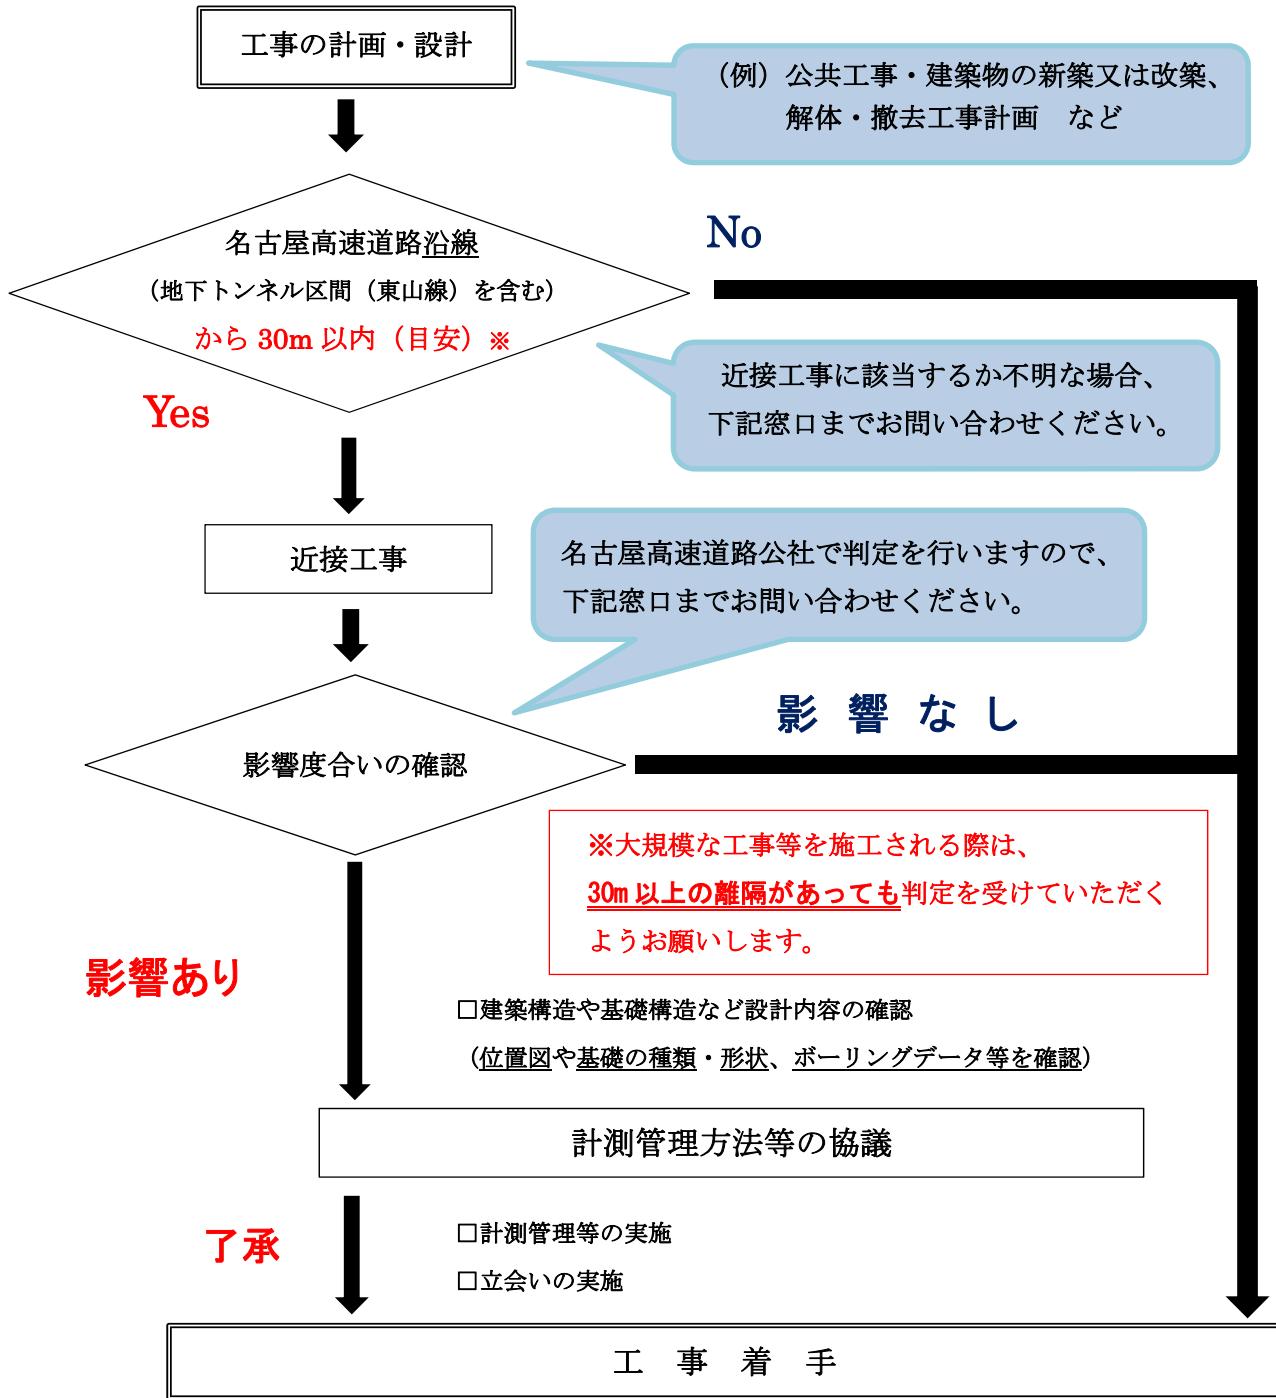 工事の計画・設計
（例）公共工事・建築物の新築又は改築、
解体・撤去工事計画　など
名古屋高速道路沿線
（地下トンネル区間（東山線）を含む）
から 30m 以内（目安）※
No
近接工事に該当するか不明な場合、
下記窓口までお問い合わせください。
Yes
近接工事
名古屋高速道路公社で判定を行いますので、
下記窓口までお問い合わせください。
影響度合いの確認
影 響 な し
※大規模な工事等を施工される際は、
30m 以上の離隔があっても判定を受けていただく
ようお願いします。
影響あり
□建築構造や基礎構造など設計内容の確認
（位置図や基礎の種類・形状、ボーリングデータ等を確認）
計測管理方法等の協議
了承
□計測管理等の実施
□立会いの実施
工　事　着　手